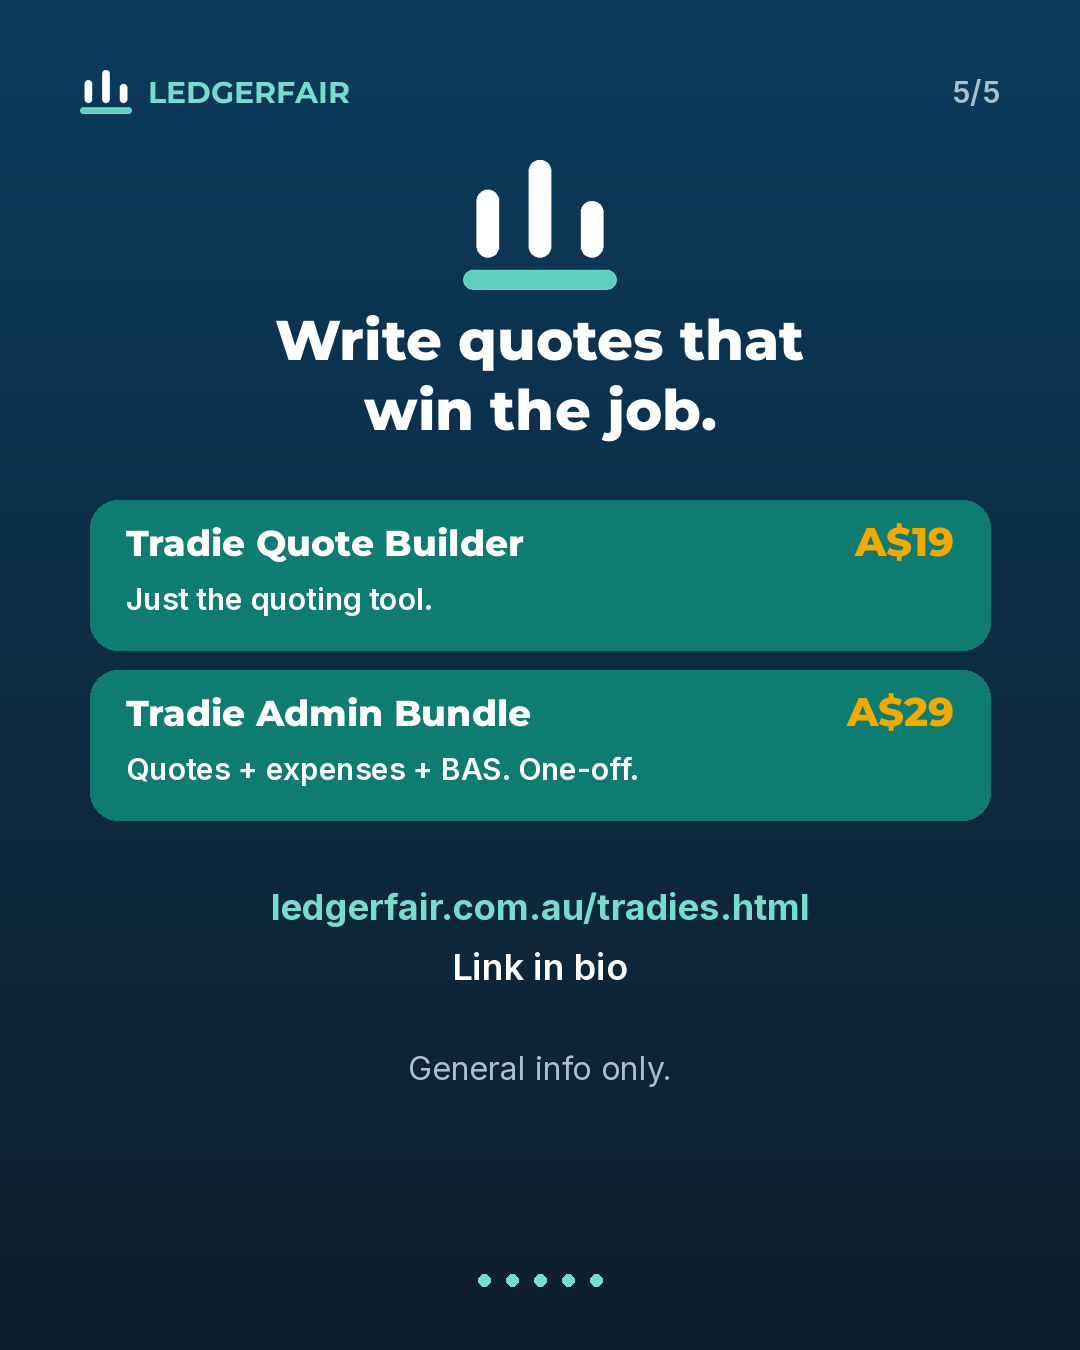 LEDGERFAIR
5/5
Write quotes that
win the job.
Tradie Quote Builder
A$19
Just the quoting tool.
Tradie Admin Bundle
A$29
Quotes + expenses + BAS. One-off.
ledgerfair.com.au/tradies.html
Link in bio
General info only.